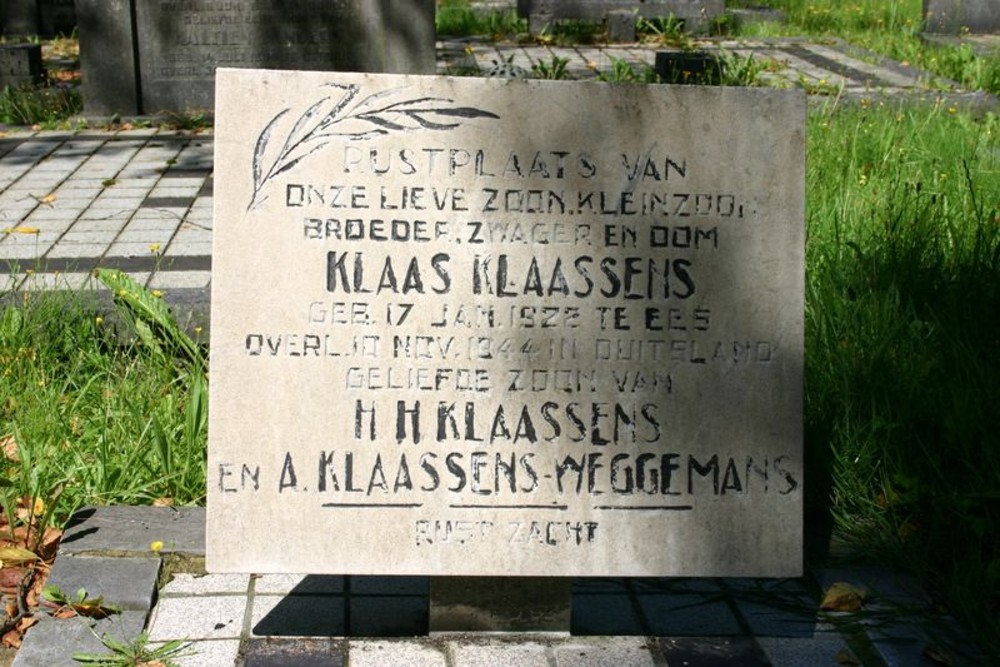 RUSTPLAATS VAN
ONZE LIEVE ZOON, KLEINZOON
BROEDER, ZWAGER EN OOM
KLAAS KLAASSENS
GEB. 17 JAN. 1922 TE EES
OVERL. 10 NOV. 1944 IN DUITSLAND
GELIEFDE ZOON VAN
H H KLAASSENS
EN A. KLAASSENS-WEGGEMANS
RUST ZACHT